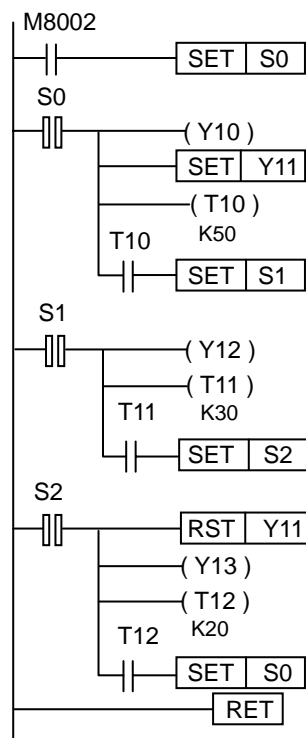 M8002
SET S0
S0
( Y10 )
SET Y11
( T10 )
T10 K50
SET S1
S1
( Y12 )
( T11 )
T11 K30
SET S2
S2
RST Y11
( Y13 )
( T12 )
T12 K20
SET S0
RET